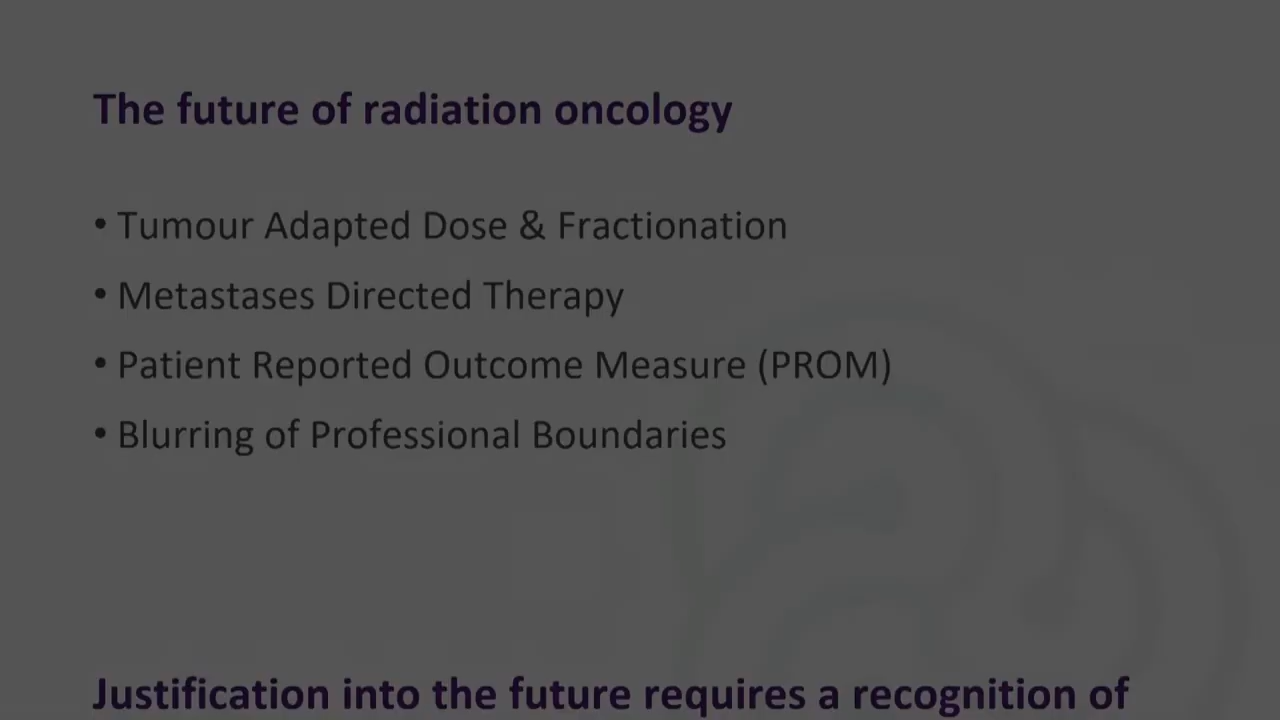 The future of radiation oncology
• Tumour Adapted Dose & Fractionation
• Metastases Directed Therapy
• Patient Reported Outcome Measure (PROM)
• Blurring of Professional Boundaries
Justification into the future requires a recognition of